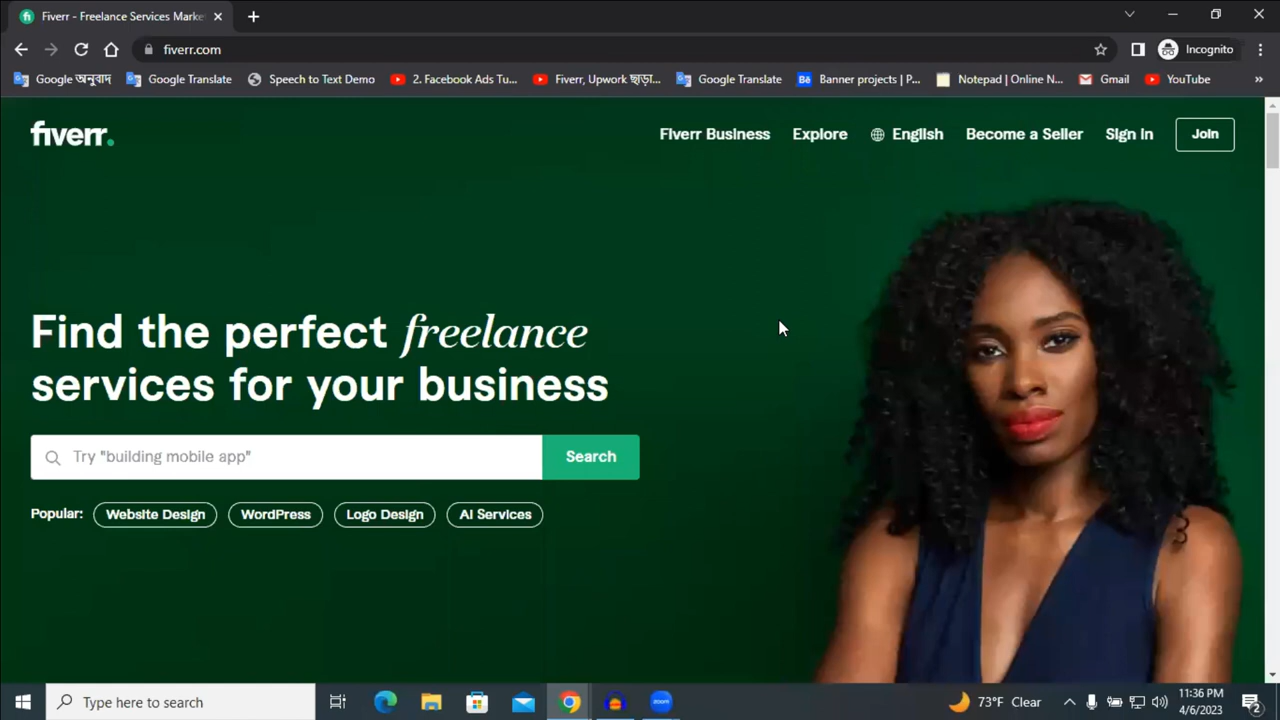 Fiverr - Freelance Services Marke
fiverr.com
Incognito
Google অনুবাদ
Google Translate
Speech to Text Demo
2. Facebook Ads Tu...
Fiverr, Upwork ছাড়া...
Google Translate
Bē
Banner projects | P...
Notepad | Online N...
Gmail
YouTube
fiverr.
Fiverr Business
Explore
English
Become a Seller
Sign in
Join
Find the perfect freelance
services for your business
Try "building mobile app"
Search
Popular:
Website Design
WordPress
Logo Design
AI Services
Type here to search
zoom
73°F Clear
11:36 PM
4/6/2023
2